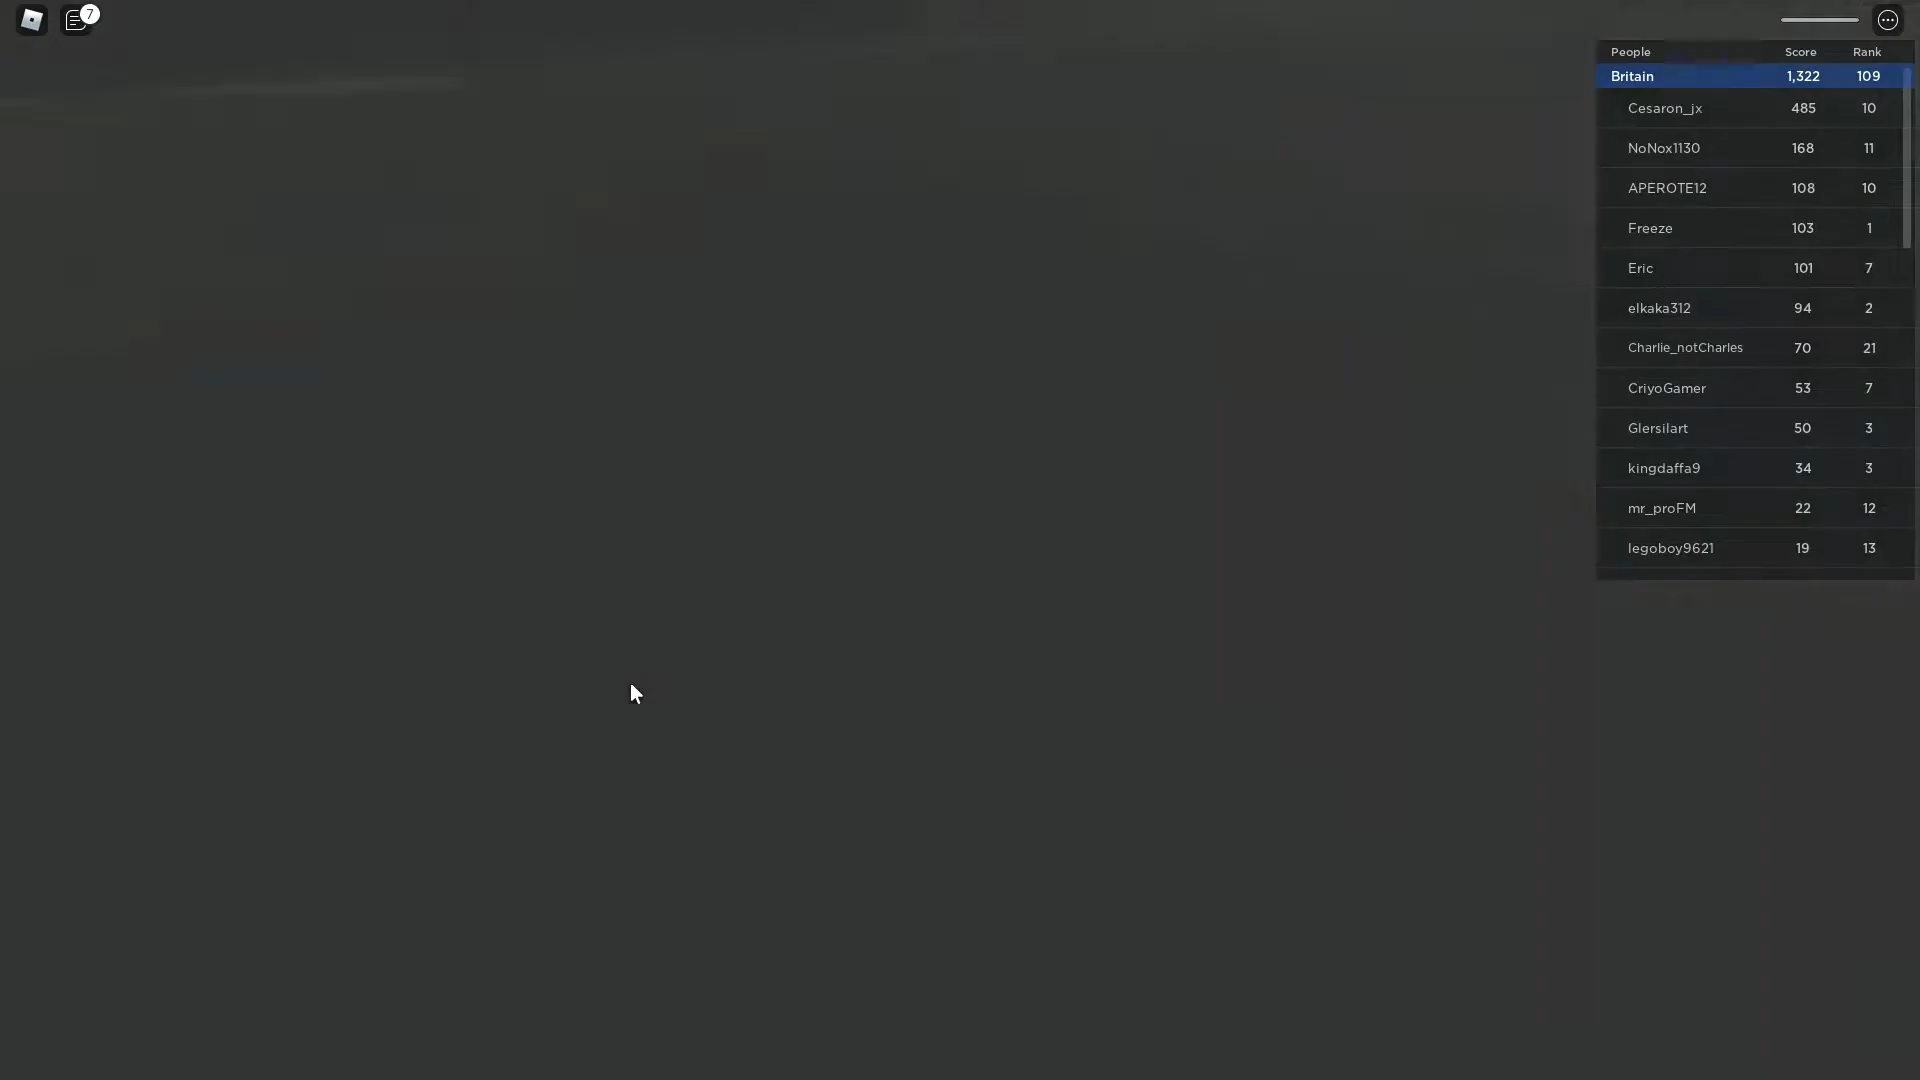 7
People Score Rank
Britain 1,322 109
Cesaron_jx 485 10
NoNox1130 168 11
APEROTE12 108 10
Freeze 103 1
Eric 101 7
elkaka312 94 2
Charlie_notCharles 70 21
CriyoGamer 53 7
Glersilart 50 3
kingdaffa9 34 3
mr_proFM 22 12
legoboy9621 19 13